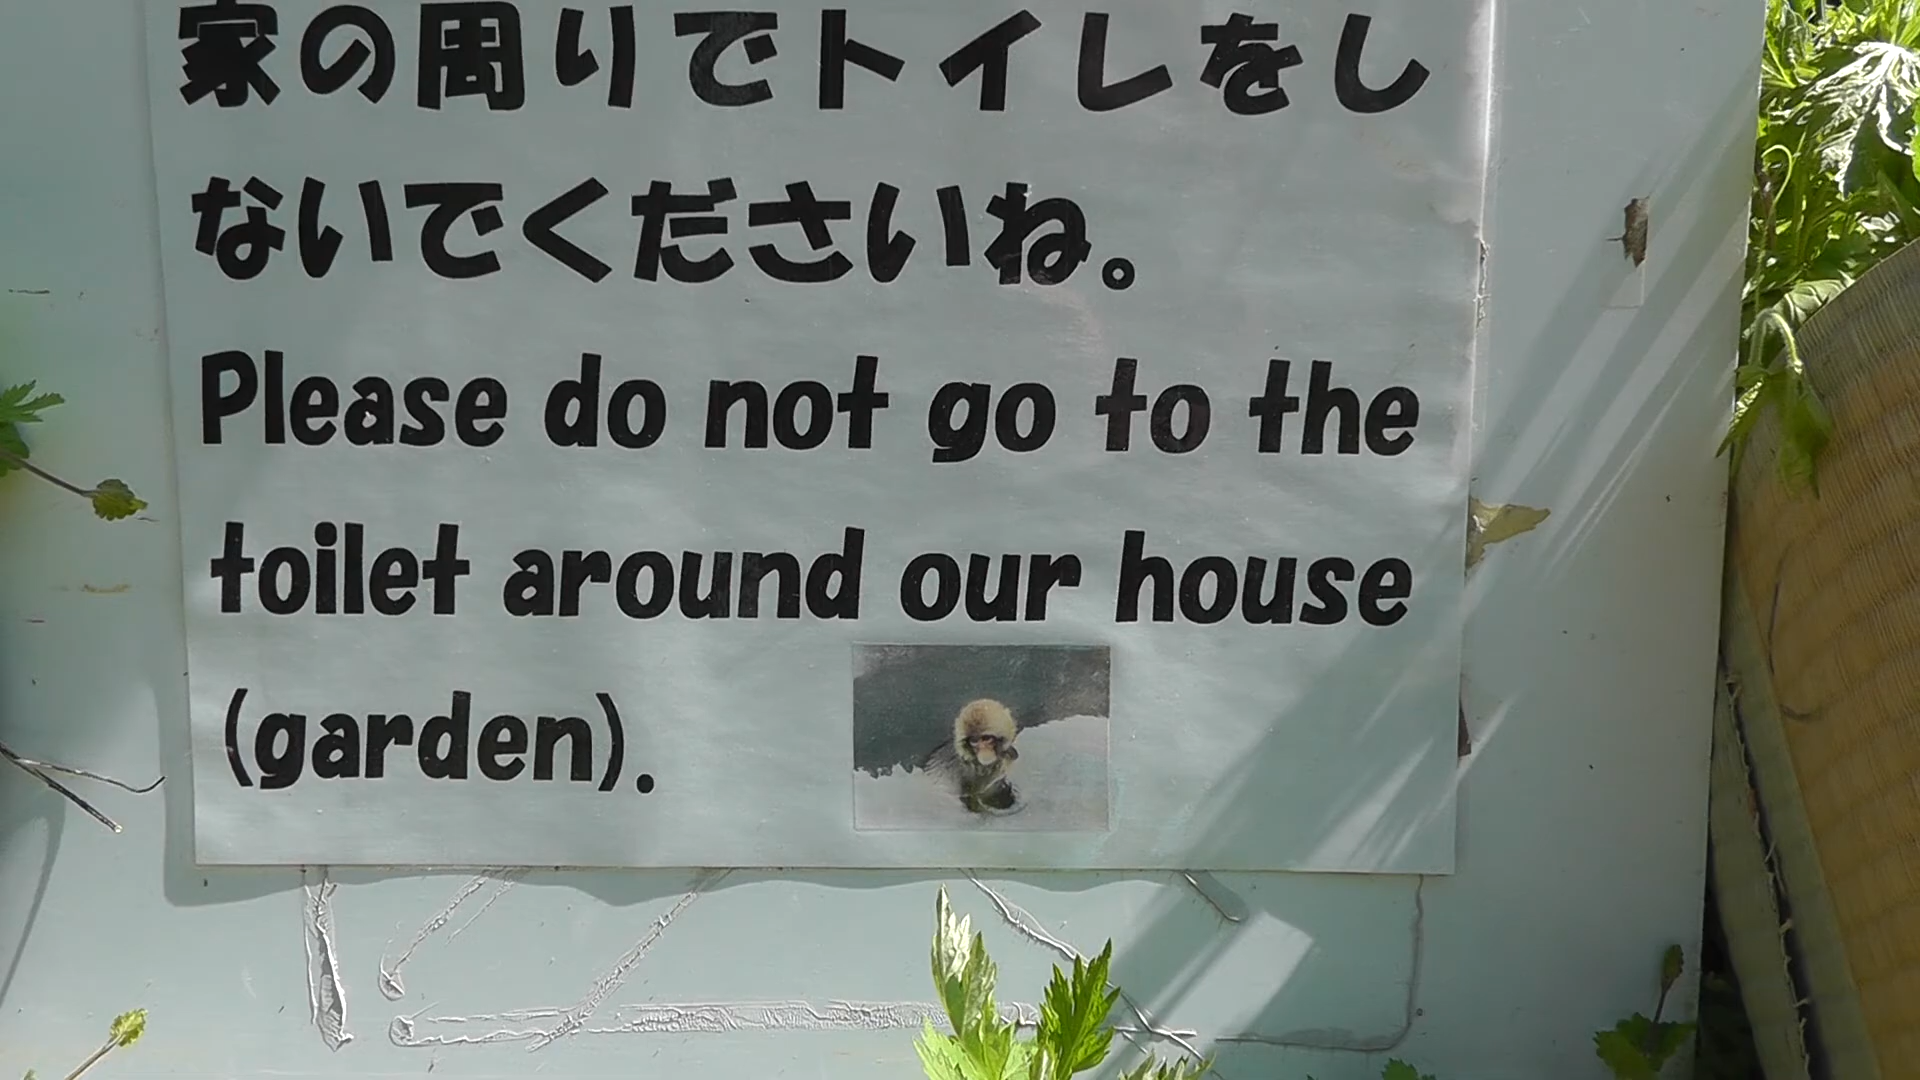 家の周りでトイレをし
ないでくださいね。
Please do not go to the
toilet around our house
(garden).